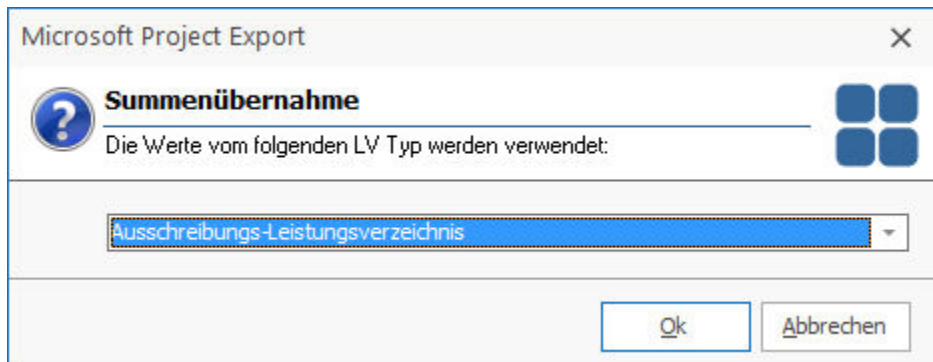 Microsoft Project Export
Summenübernahme
Die Werte vom folgenden LV Typ werden verwendet:
Ausschreibungs-Leistungsverzeichnis
Ok
Abbrechen